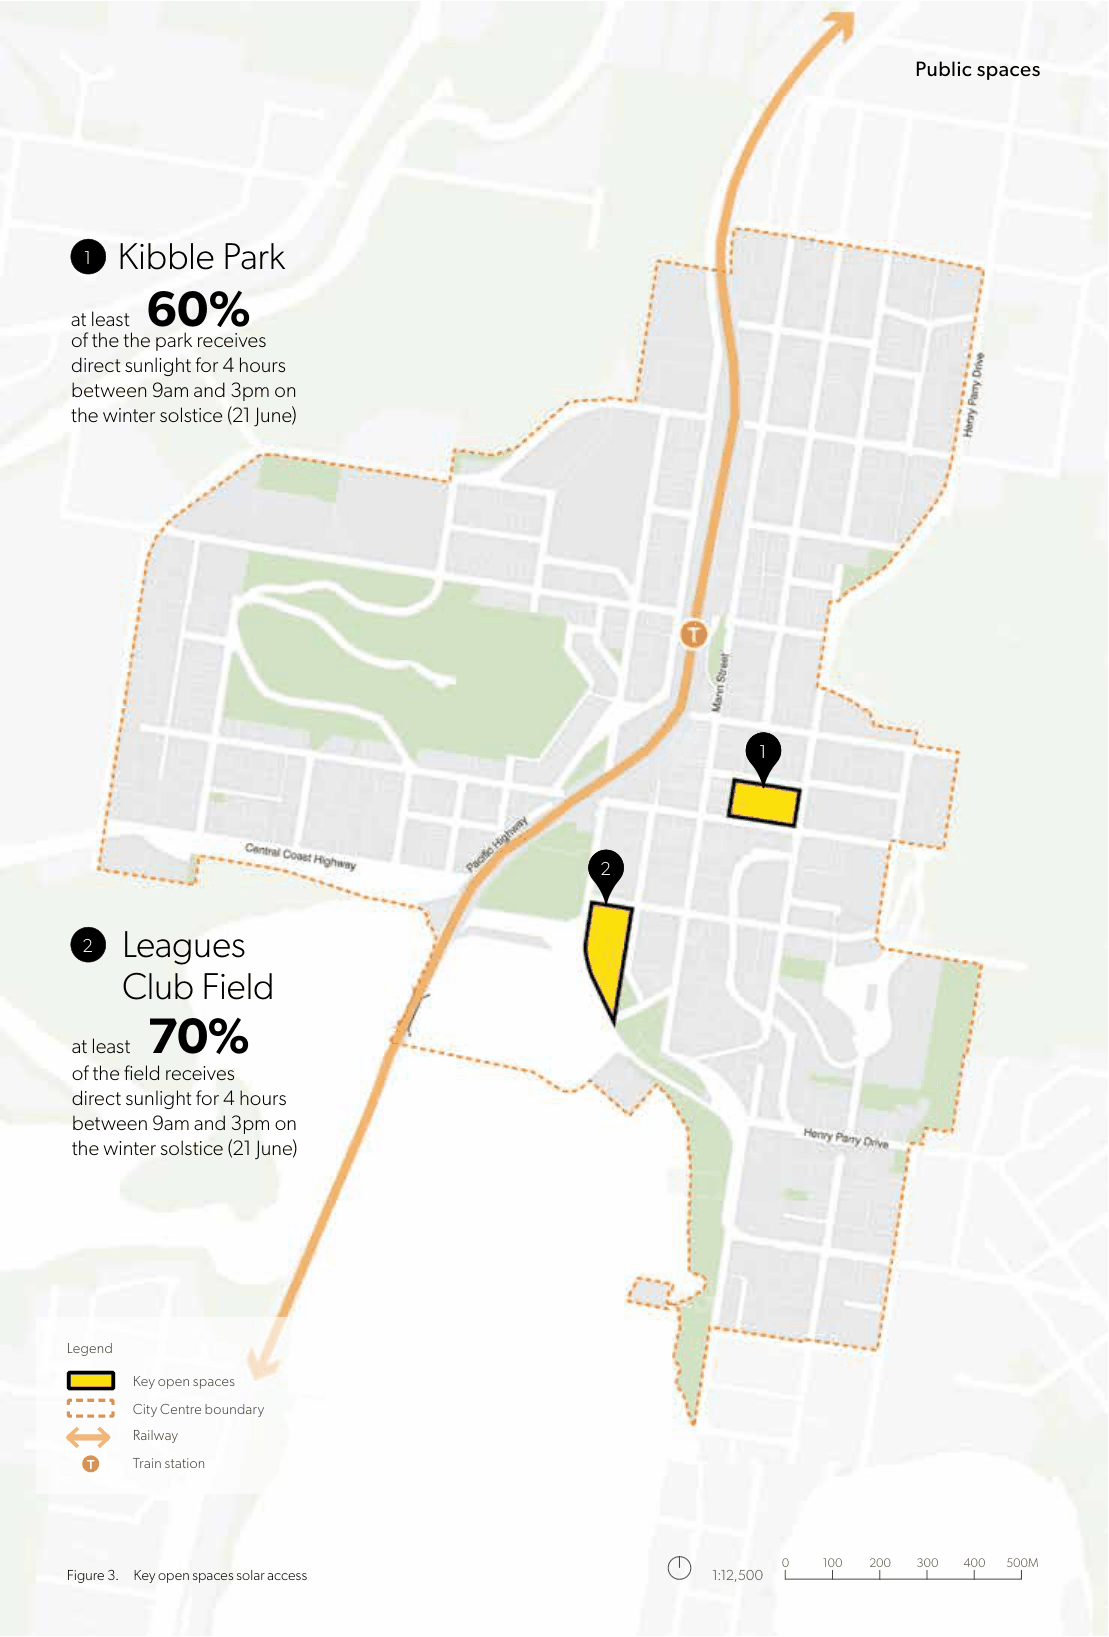 Public spaces
1 Kibble Park
at least 60%
of the the park receives
direct sunlight for 4 hours
between 9am and 3pm on
the winter solstice (21 June)
Henry Parry Drive
T
Mann Street
1
Pacific Highway
Central Coast Highway
2
2 Leagues
Club Field
at least 70%
of the field receives
direct sunlight for 4 hours
between 9am and 3pm on
the winter solstice (21 June)
Henry Parry Drive
Legend
Key open spaces
City Centre boundary
Railway
T Train station
Figure 3. Key open spaces solar access
1:12,500
0 100 200 300 400 500M